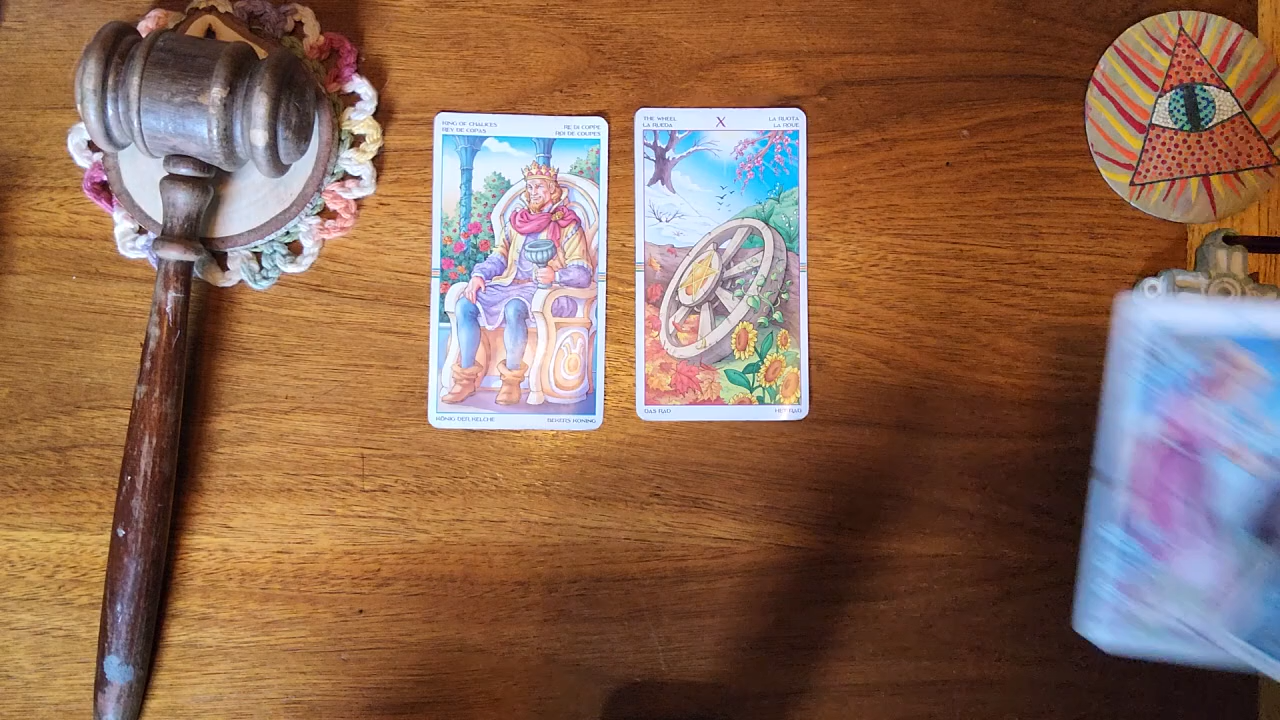 KING OF CHALICES
REY DE COPAS
RE DI COPPE
ROI DE COUPES
KÖNIG DER KELCHE
BEKERS KONING
THE WHEEL
LA RUEDA
X
LA RUOTA
LA ROUE
DAS RAD
HET RAD